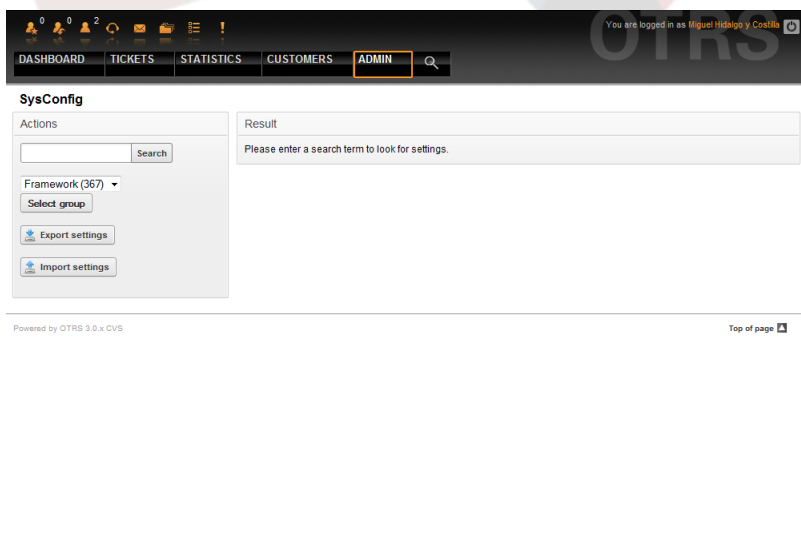 0 0 2
You are logged in as Miguel Hidalgo y Costilla
OTRS
DASHBOARD TICKETS STATISTICS CUSTOMERS ADMIN
SysConfig
Actions
Result
Search
Please enter a search term to look for settings.
Framework (367)
Select group
Export settings
Import settings
Powered by OTRS 3.0.x CVS
Top of page